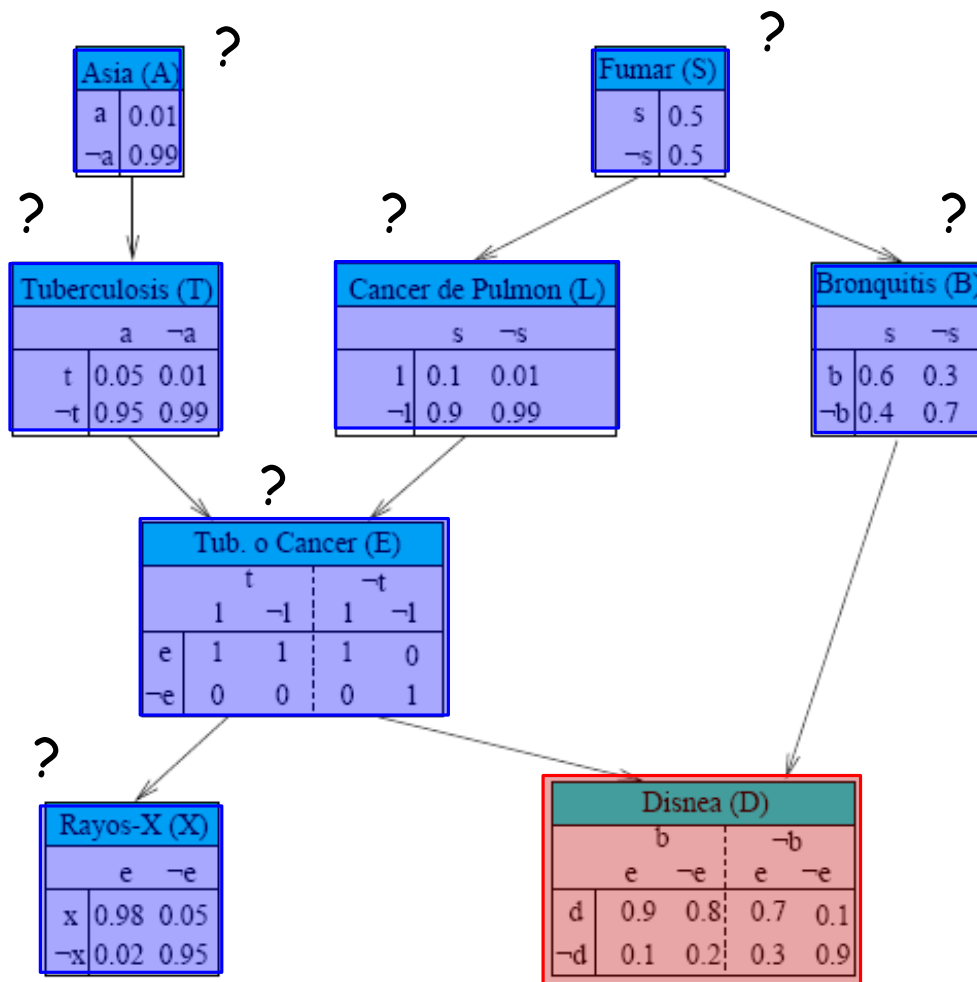 ?
?
Asia (A)
a 0.01
¬a 0.99
Fumar (S)
s 0.5
¬s 0.5
?
?
?
Tuberculosis (T)
a ¬a
t 0.05 0.01
¬t 0.95 0.99
Cancer de Pulmon (L)
s ¬s
l 0.1 0.01
¬l 0.9 0.99
Bronquitis (B)
s ¬s
b 0.6 0.3
¬b 0.4 0.7
?
Tub. o Cancer (E)
t ¬t
l ¬l l ¬l
e 1 1 1 0
¬e 0 0 0 1
?
Rayos-X (X)
e ¬e
x 0.98 0.05
¬x 0.02 0.95
Disnea (D)
b ¬b
e ¬e e ¬e
d 0.9 0.8 0.7 0.1
¬d 0.1 0.2 0.3 0.9